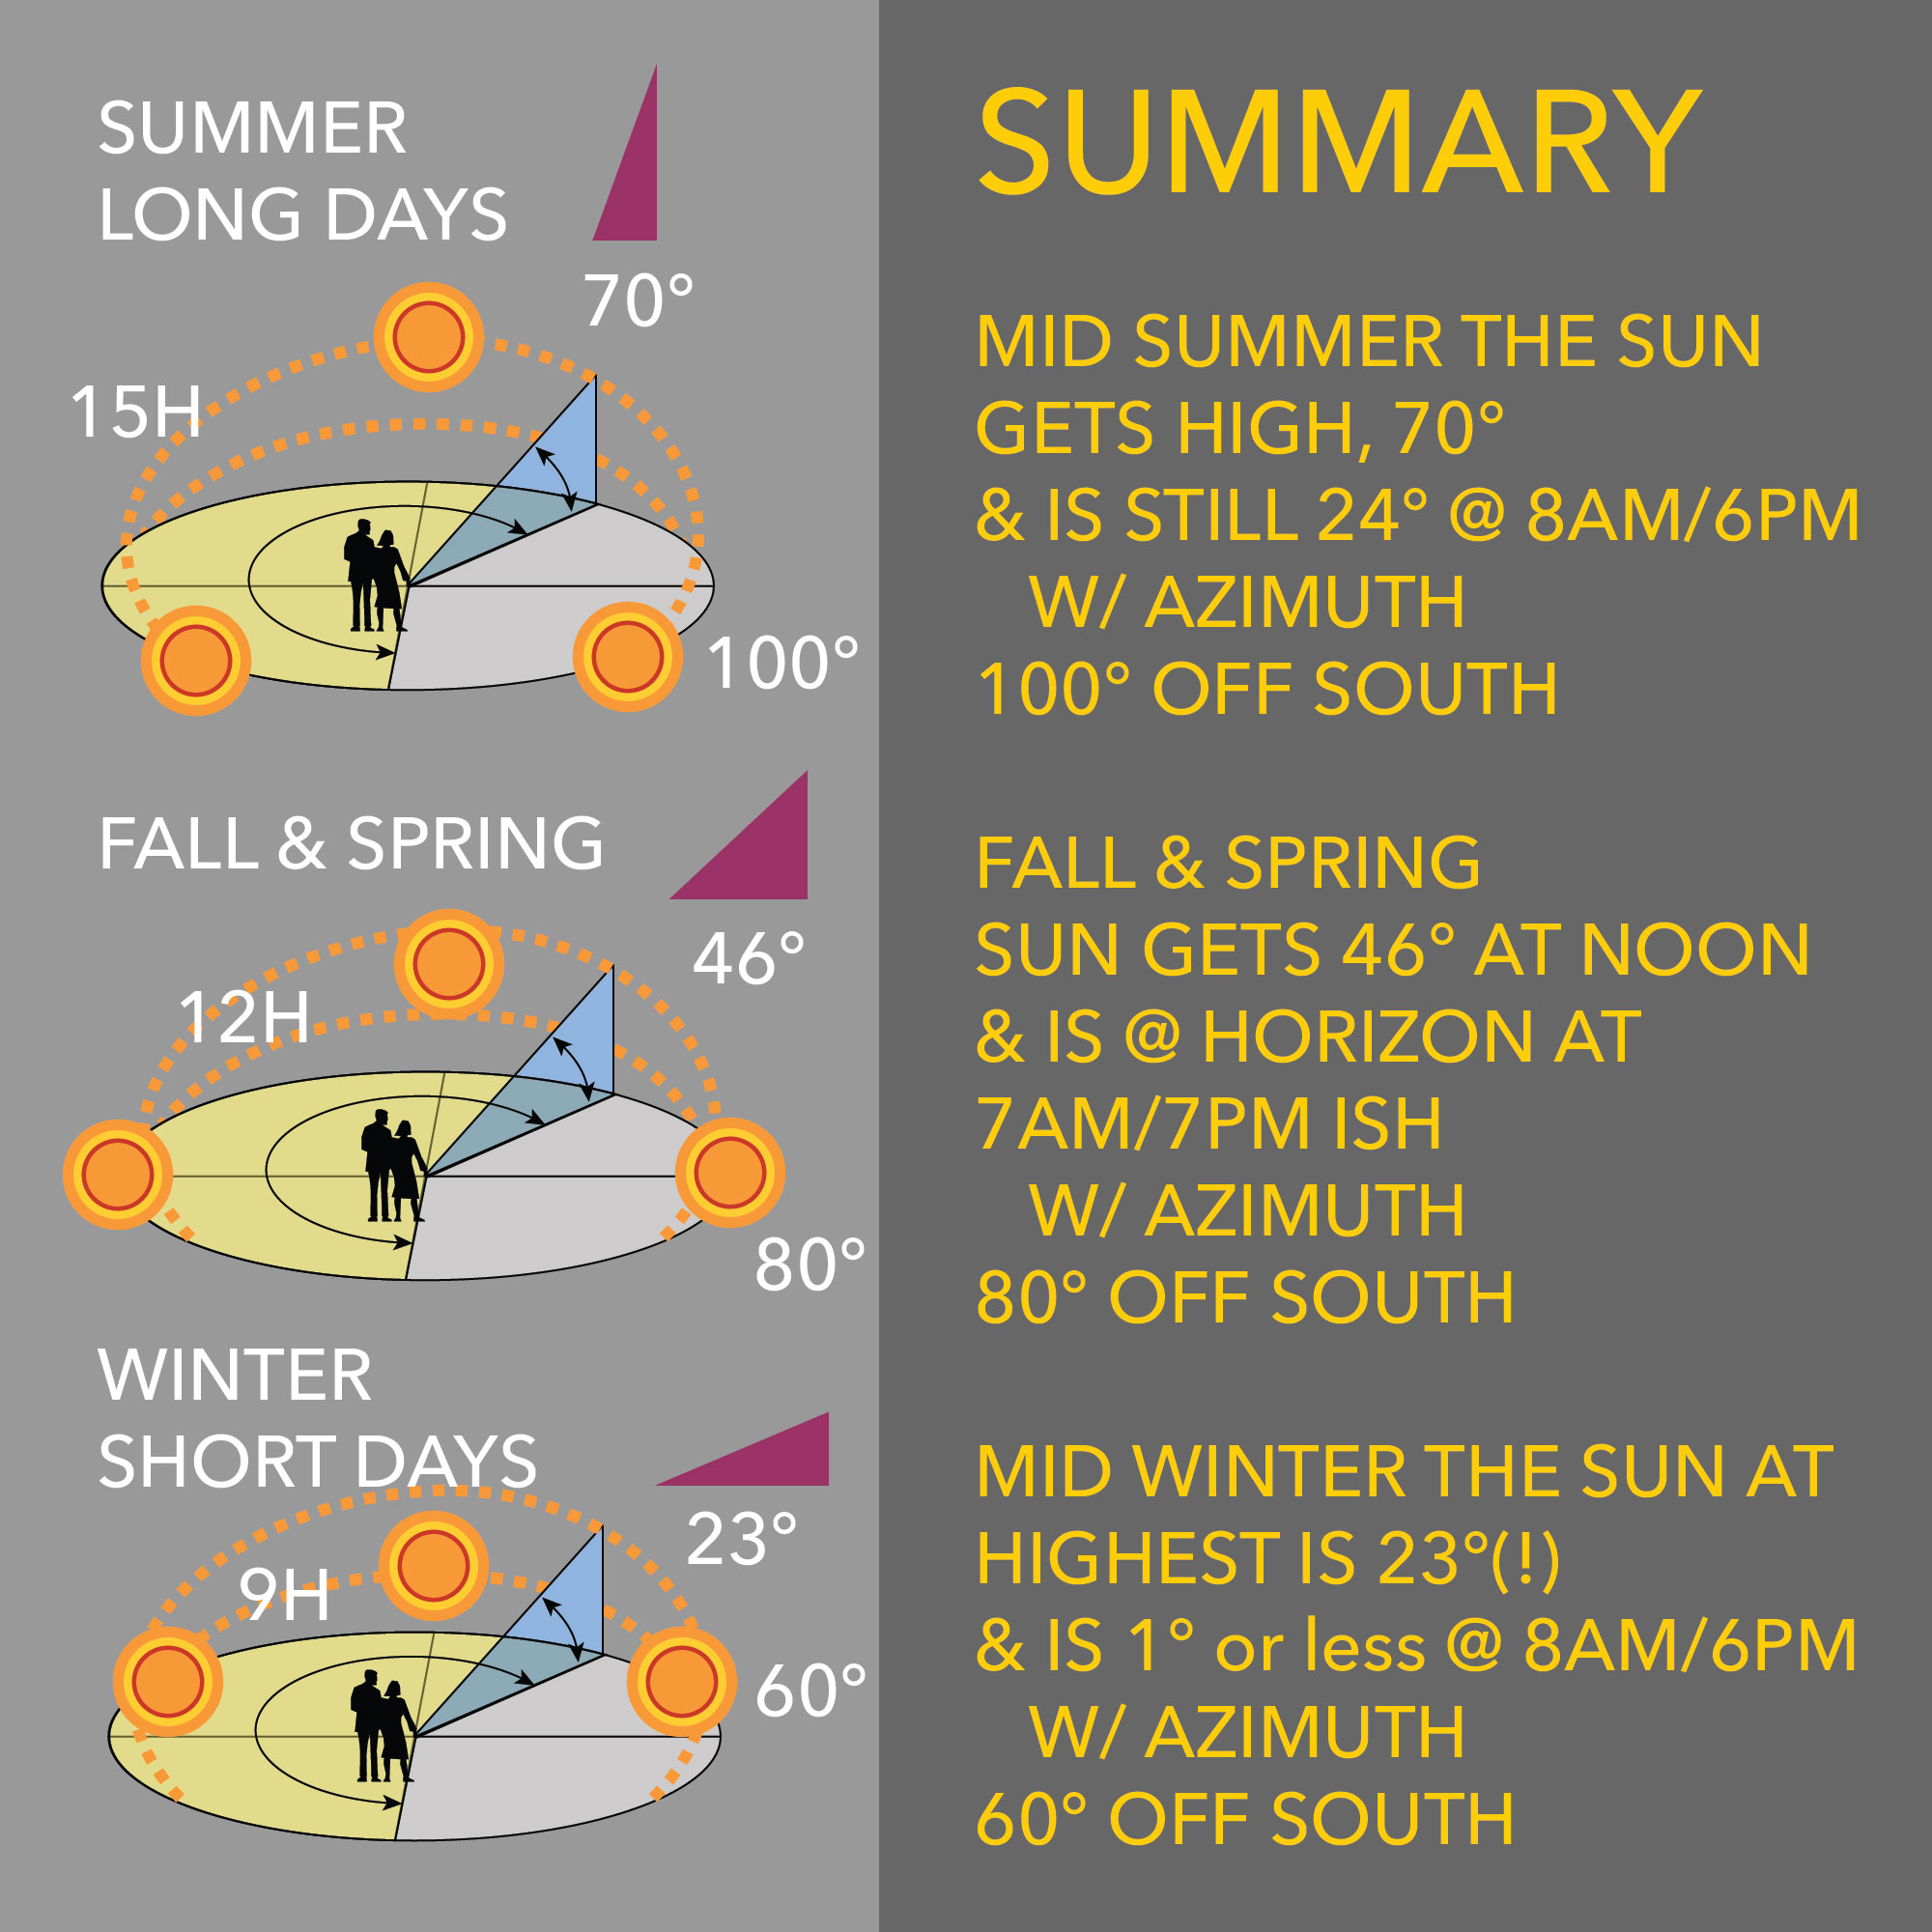 SUMMER
LONG DAYS
70°
15H
100°
FALL & SPRING
46°
12H
80°
WINTER
SHORT DAYS
23°
9H
60°
SUMMARY
MID SUMMER THE SUN
GETS HIGH, 70°
& IS STILL 24° @ 8AM/6PM
W/ AZIMUTH
100° OFF SOUTH
FALL & SPRING
SUN GETS 46° AT NOON
& IS @ HORIZON AT
7AM/7PM ISH
W/ AZIMUTH
80° OFF SOUTH
MID WINTER THE SUN AT
HIGHEST IS 23°(!)
& IS 1° or less @ 8AM/6PM
W/ AZIMUTH
60° OFF SOUTH